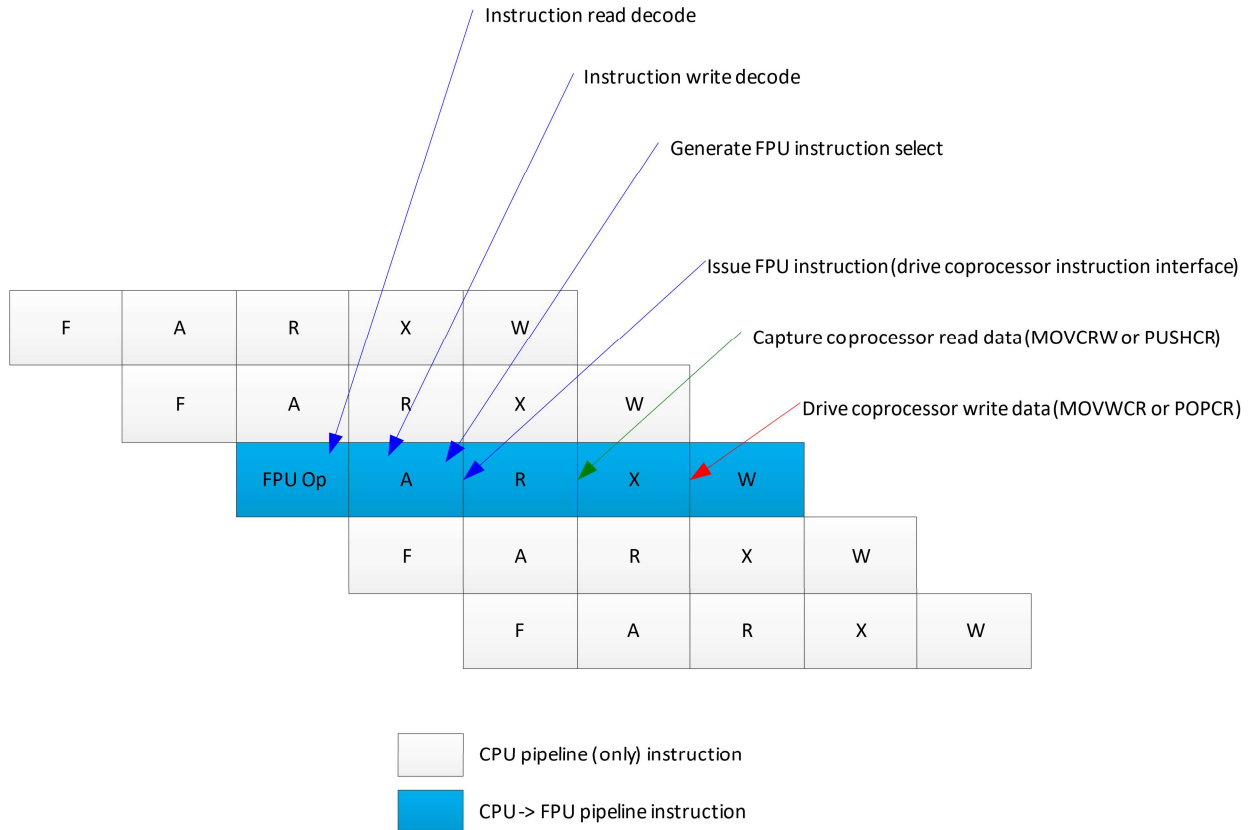 Instruction read decode
Instruction write decode
Generate FPU instruction select
Issue FPU instruction (drive coprocessor instruction interface)
F A R X W
Capture coprocessor read data (MOVCRW or PUSHCR)
F A R X W
Drive coprocessor write data (MOVWCR or POPCR)
FPU Op A R X W
F A R X W
F A R X W
CPU pipeline (only) instruction
CPU -> FPU pipeline instruction